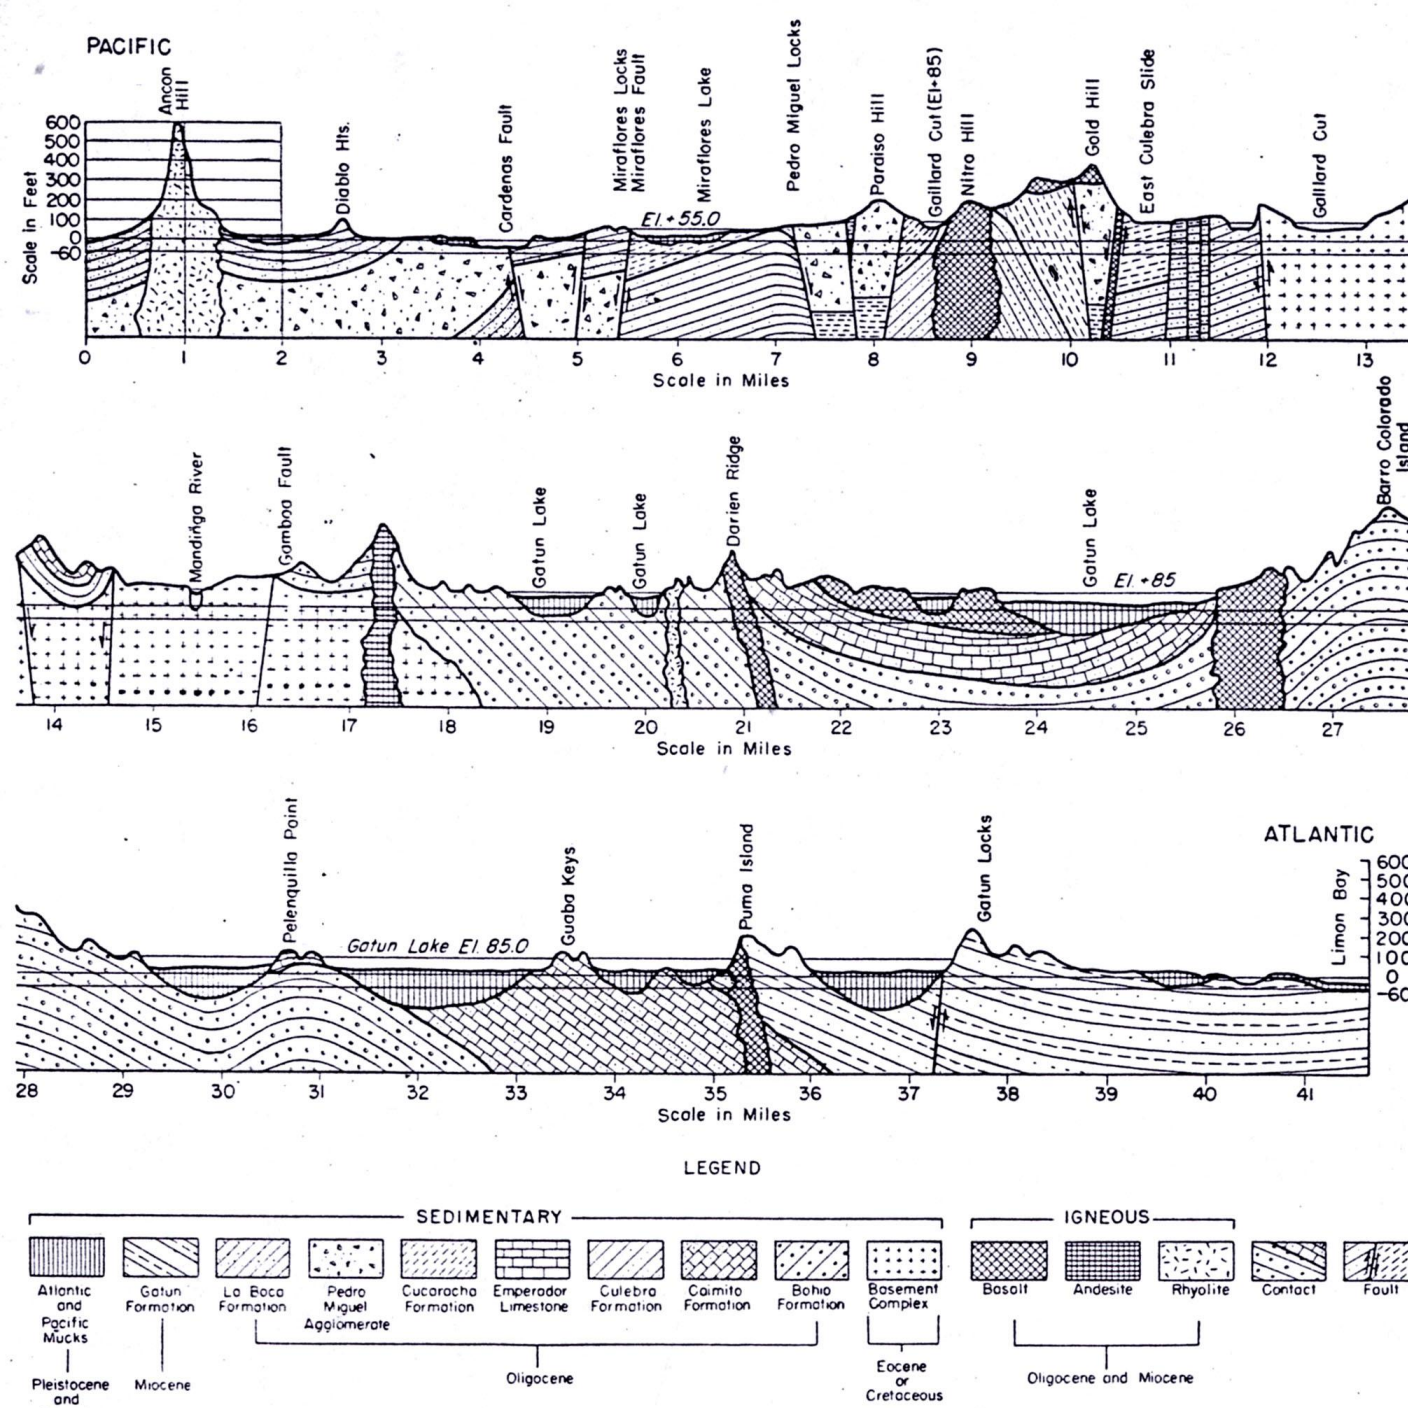 PACIFIC
Ancon
Hill
Diablo Hts.
Cardenas Fault
Miraflores Locks
Miraflores Fault
Miraflores Lake
Pedro Miguel Locks
Paraiso Hill
Gaillard Cut (El+85)
Nitro Hill
Gold Hill
East Culebra Slide
Gaillard Cut
Scale in Feet
600
500
400
300
200
100
0
-60
El.+55.0
0 1 2 3 4 5 6 7 8 9 10 11 12 13
Scale in Miles
Mandinga River
Gamboa Fault
Gatun Lake
Gatun Lake
Darien Ridge
Gatun Lake
El +85
Barro Colorado
Island
14 15 16 17 18 19 20 21 22 23 24 25 26 27
Scale in Miles
Pelenquilla Point
Gatun Lake El. 85.0
Guaba Keys
Puma Island
Gatun Locks
ATLANTIC
Limon Bay
600
500
400
300
200
100
0
-60
28 29 30 31 32 33 34 35 36 37 38 39 40 41
Scale in Miles
LEGEND
SEDIMENTARY
IGNEOUS
Atlantic
and
Pacific
Mucks
Gatun
Formation
La Boca
Formation
Pedro
Miguel
Agglomerate
Cucaracha
Formation
Emperador
Limestone
Culebra
Formation
Caimito
Formation
Bohio
Formation
Basement
Complex
Basalt
Andesite
Rhyolite
Contact
Fault
Pleistocene
and
Miocene
Oligocene
Eocene
or
Cretaceous
Oligocene and Miocene